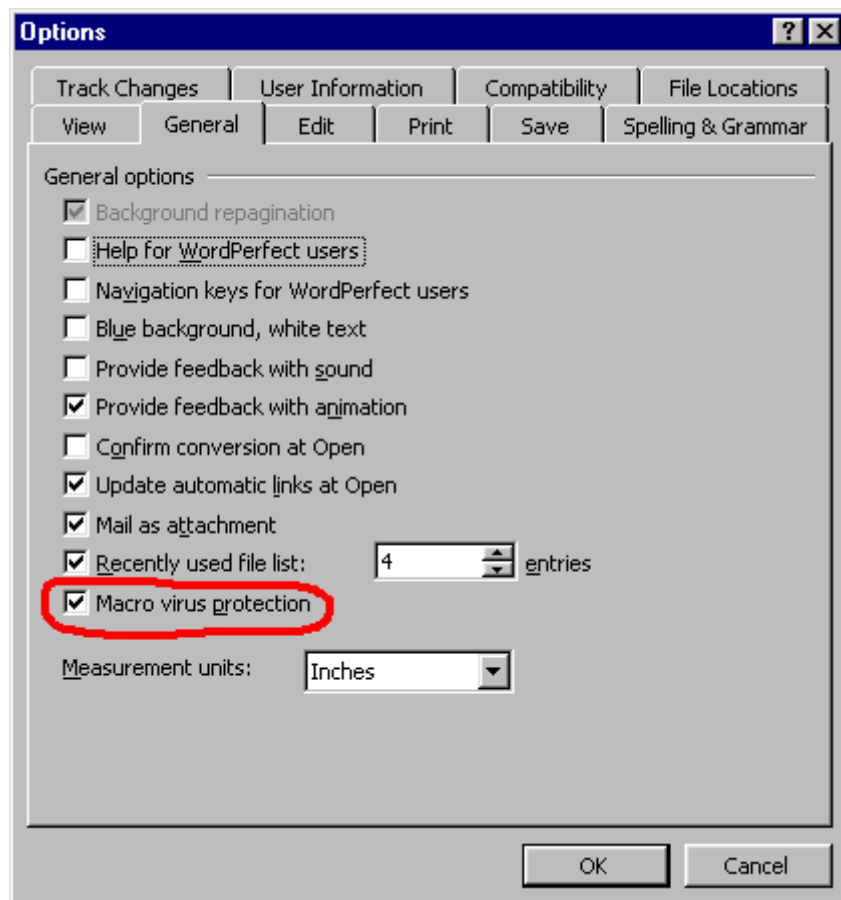 Options
Track Changes User Information Compatibility File Locations
View General Edit Print Save Spelling & Grammar
General options
Background repagination
Help for WordPerfect users
Navigation keys for WordPerfect users
Blue background, white text
Provide feedback with sound
Provide feedback with animation
Confirm conversion at Open
Update automatic links at Open
Mail as attachment
Recently used file list: 4 entries
Macro virus protection
Measurement units: Inches
OK Cancel